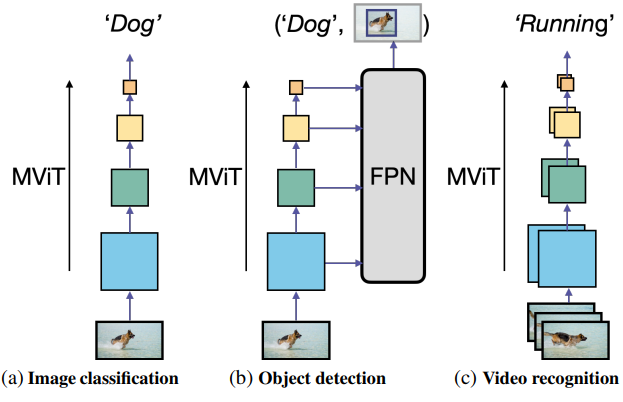 'Dog'
('Dog', )
'Running'
MViT
MViT
FPN
MViT
(a) Image classification
(b) Object detection
(c) Video recognition